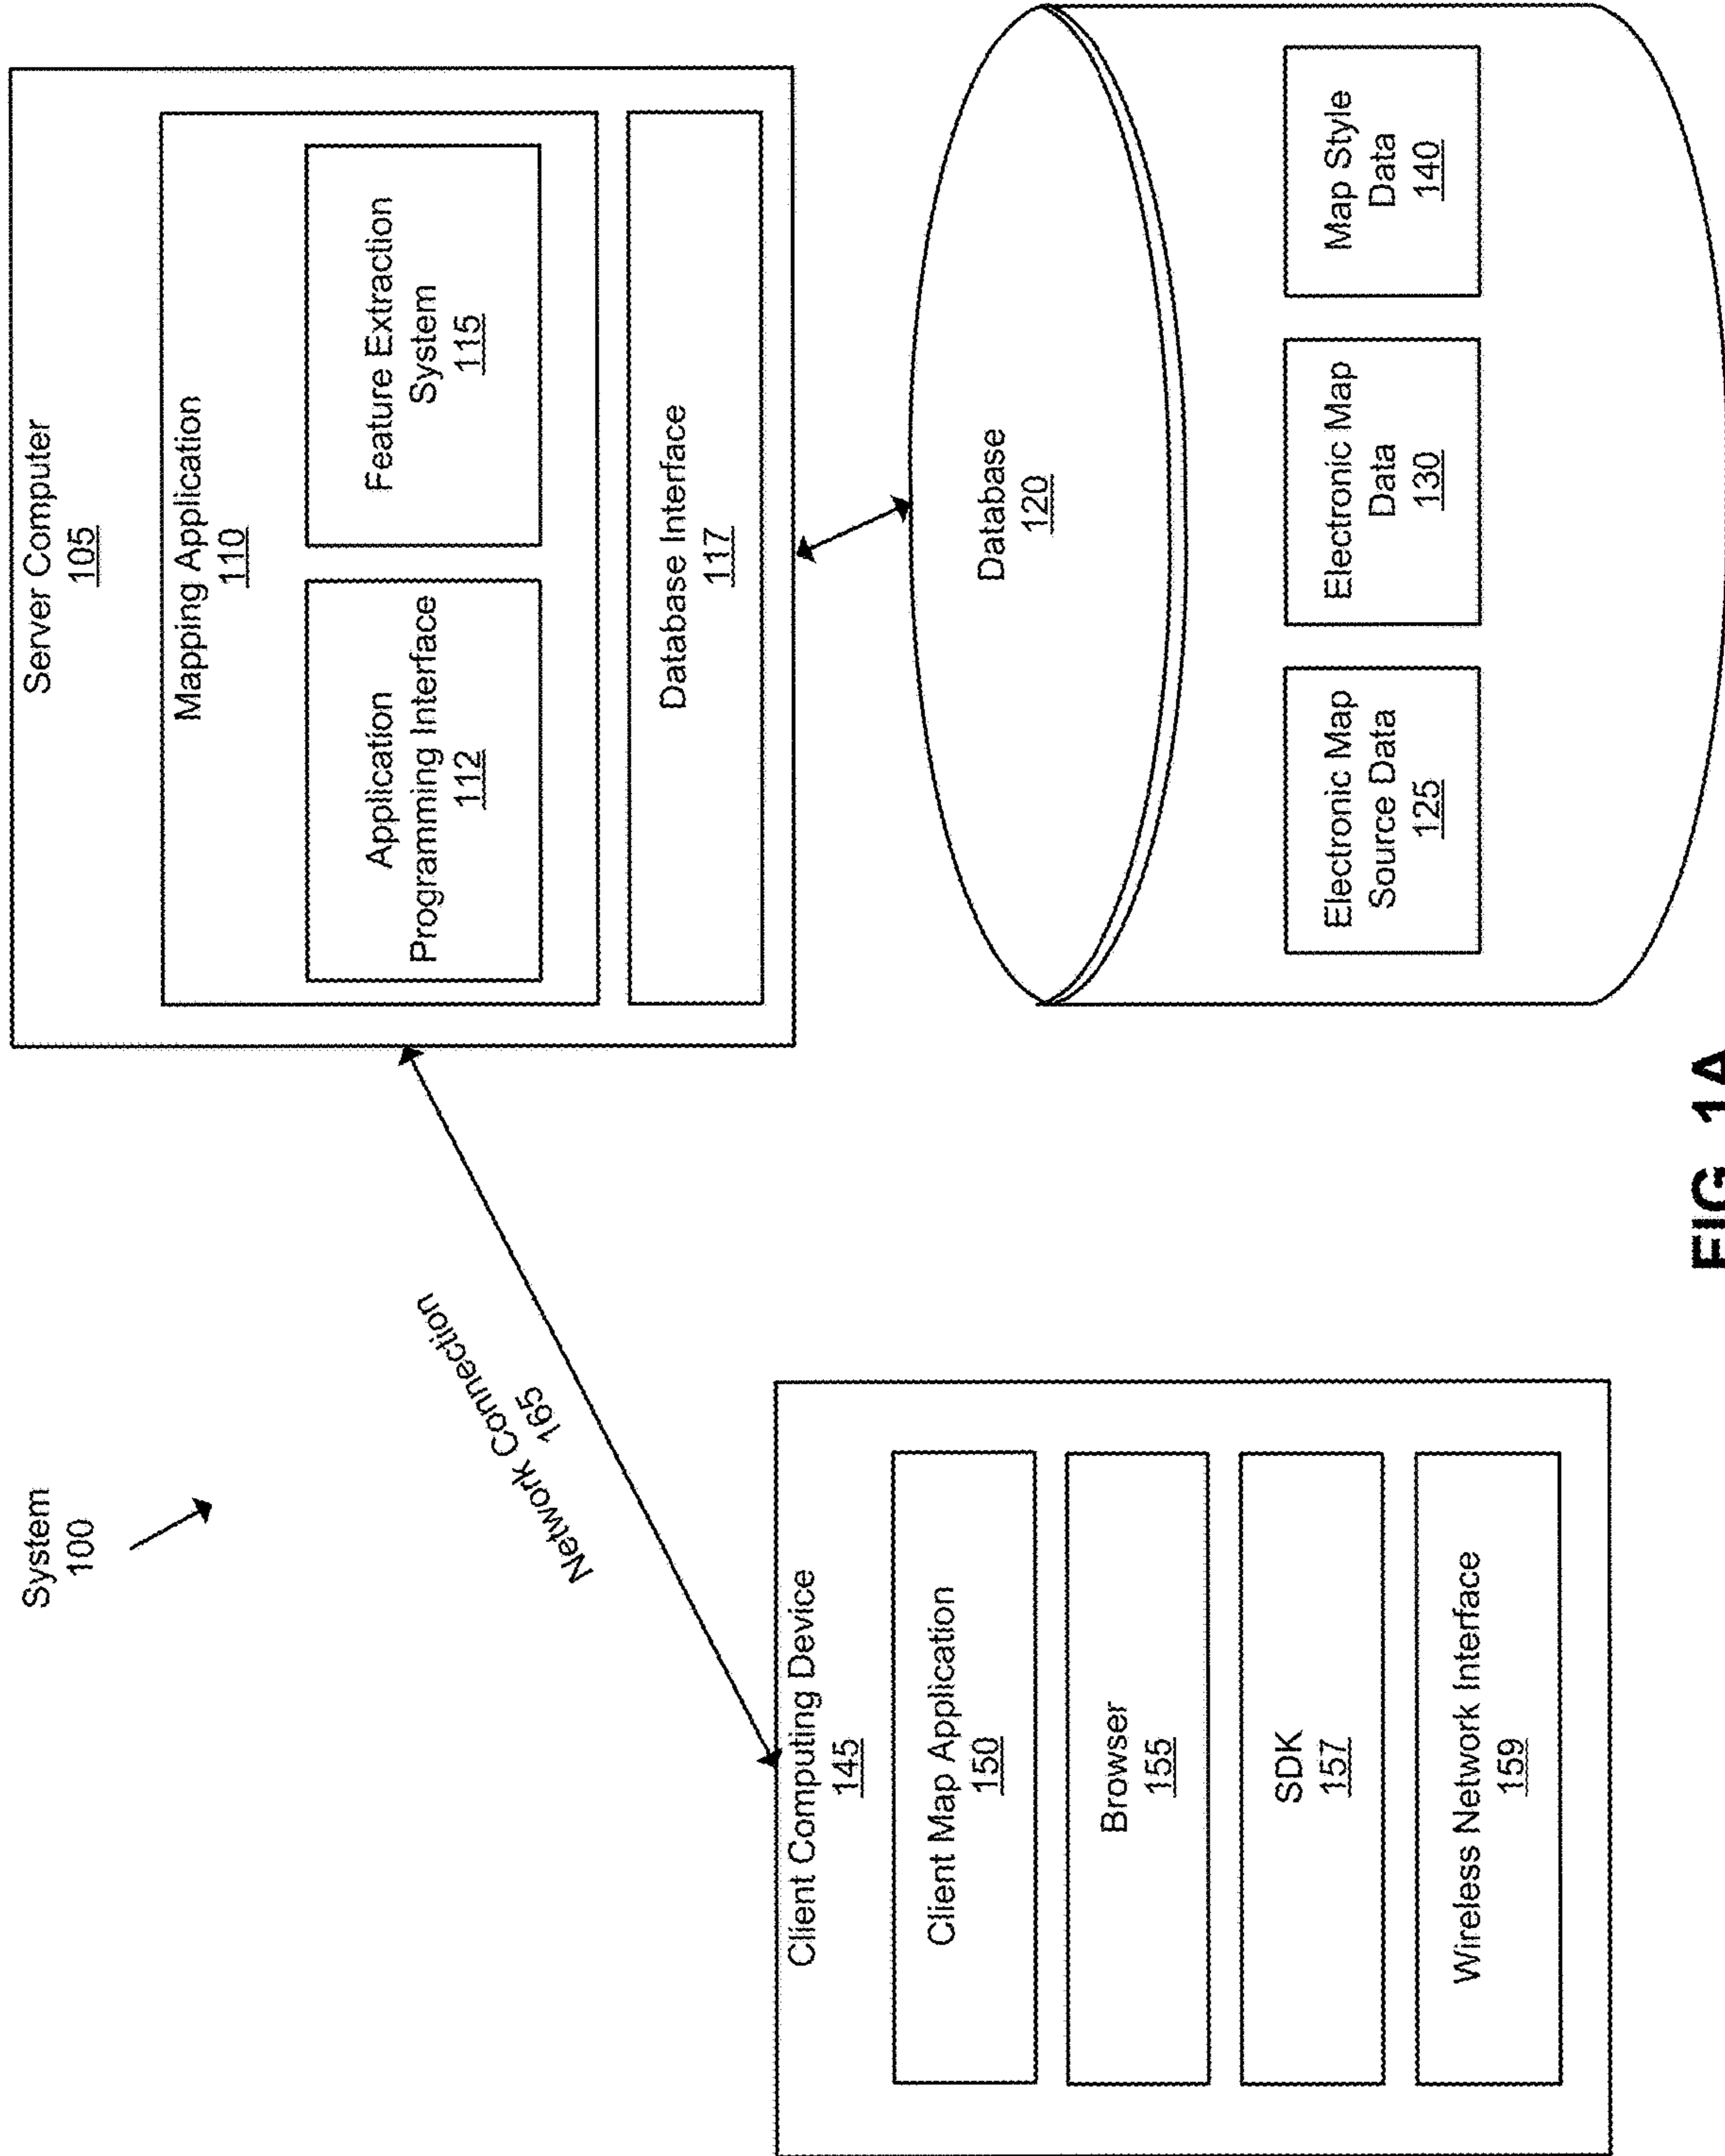 System
100
Network Connection
165
Client Computing Device
145
Client Map Application
150
Browser
155
SDK
157
Wireless Network Interface
159
Server Computer
105
Mapping Application
110
Application
Programming Interface
112
Feature Extraction
System
115
Database Interface
117
Database
120
Electronic Map
Source Data
125
Electronic Map
Data
130
Map Style
Data
140
FIG. 1A